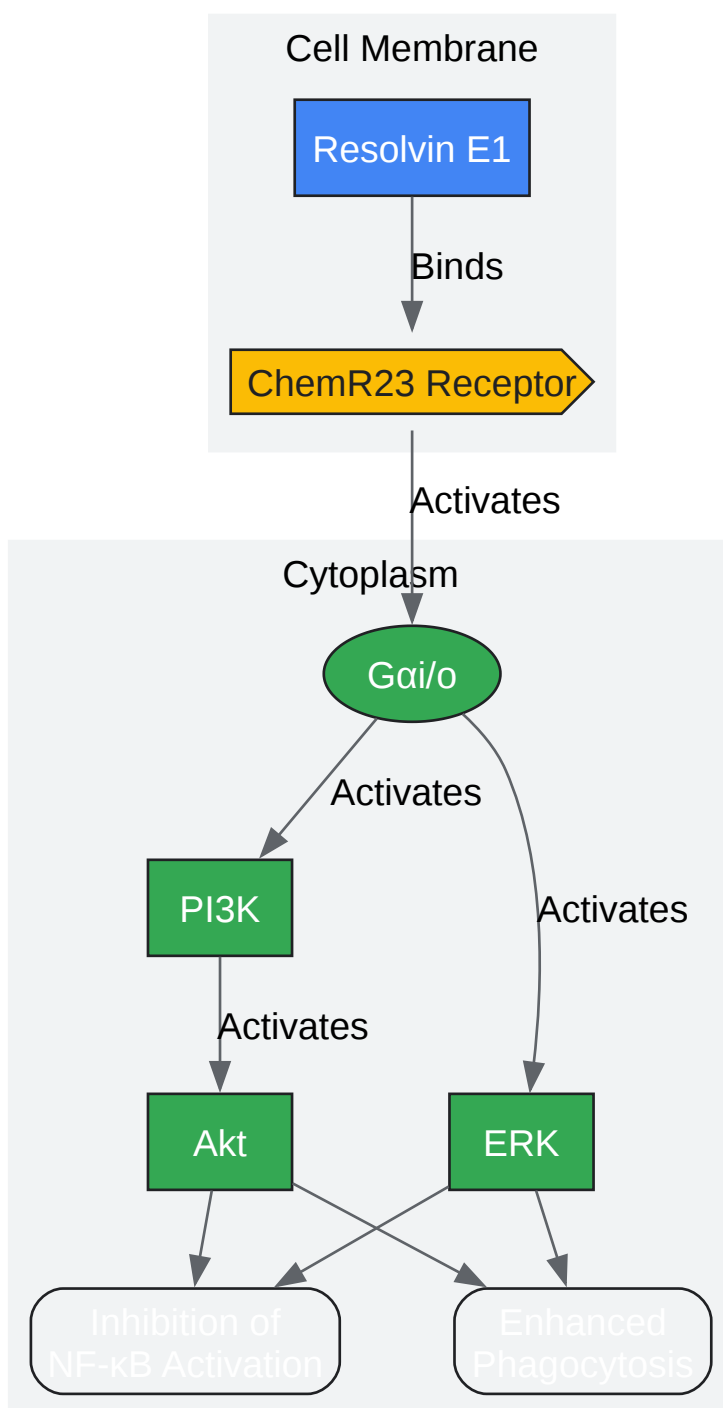 Cell Membrane
Resolvin E1
Binds
ChemR23 Receptor
Activates
Cytoplasm
Gαi/o
Activates
PI3K
Activates
Activates
Akt
ERK
Inhibition of
NF-κB Activation
Enhanced
Phagocytosis